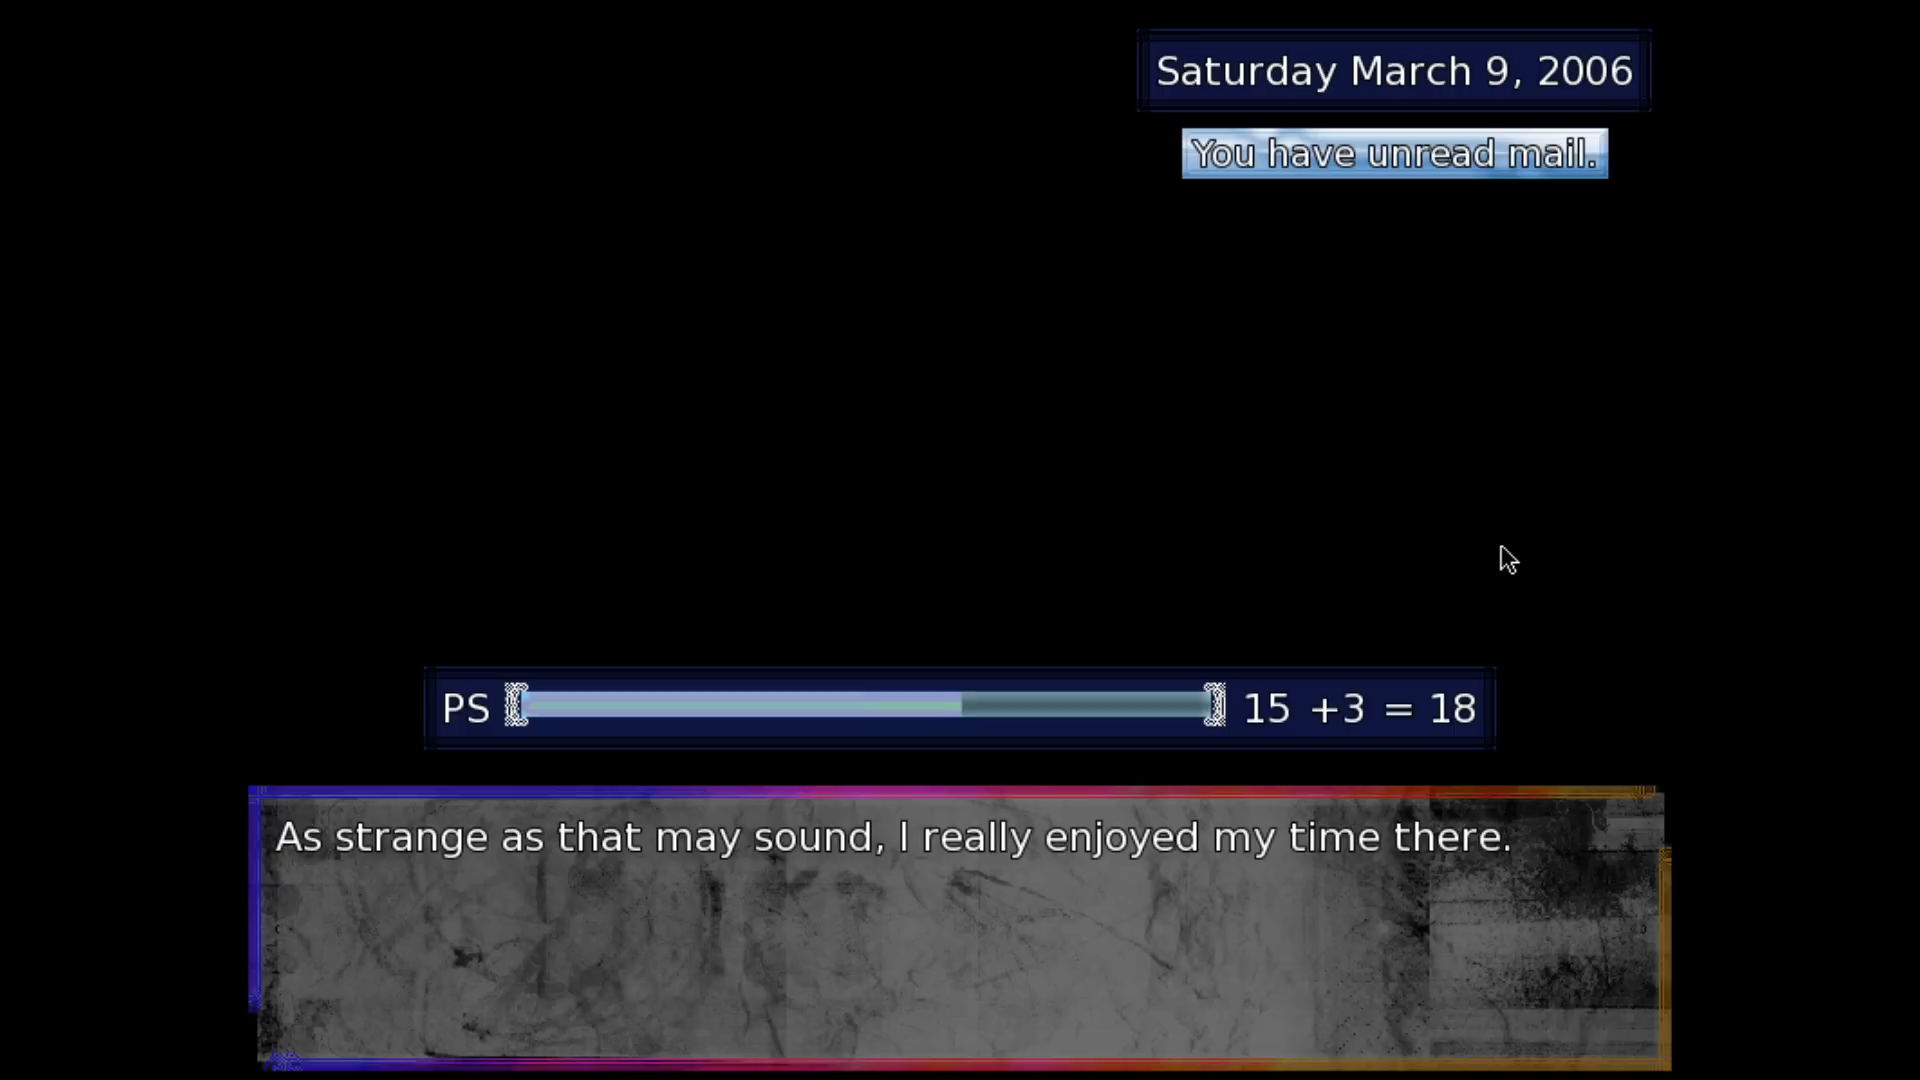 Saturday March 9, 2006
You have unread mail.
PS 15 +3 = 18
As strange as that may sound, I really enjoyed my time there.